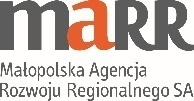 maRR
Małopolska Agencja
Rozwoju Regionalnego SA